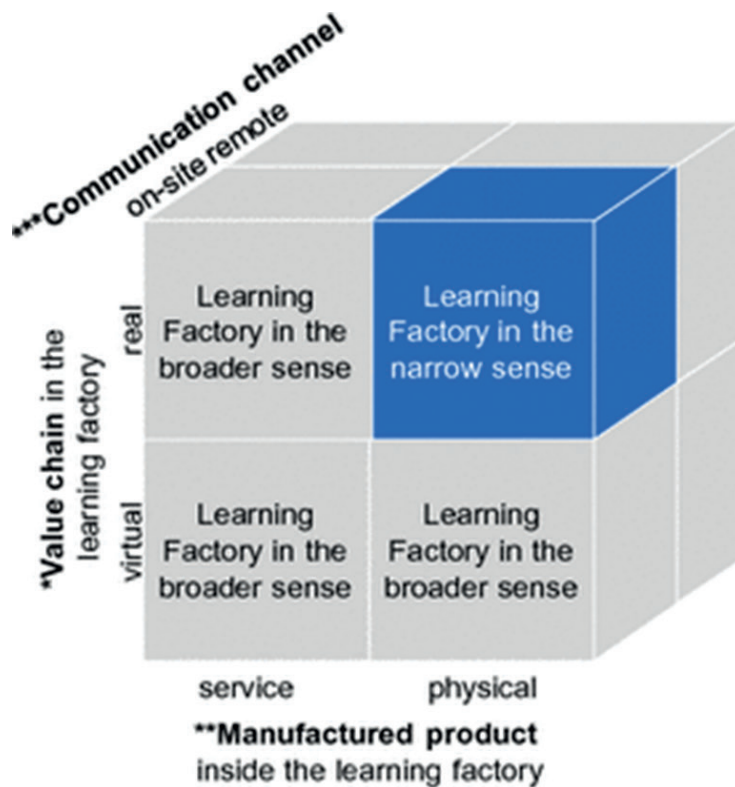 ***Communication channel
on-site remote
Learning
Factory in the
broader sense
Learning
Factory in the
narrow sense
real
*Value chain in the
learning factory
virtual
Learning
Factory in the
broader sense
Learning
Factory in the
broader sense
service
physical
**Manufactured product
inside the learning factory